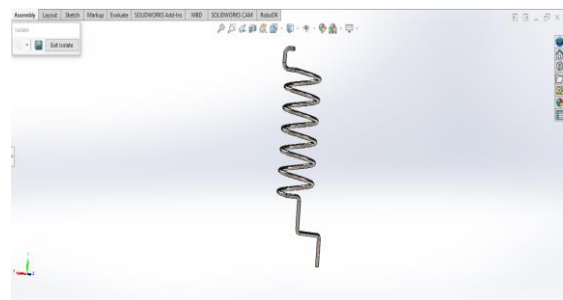 Assembly Layout Sketch Markup Evaluate SOLIDWORKS Add-Ins MBD SOLIDWORKS CAM RoboDK
Isolate
Exit Isolate